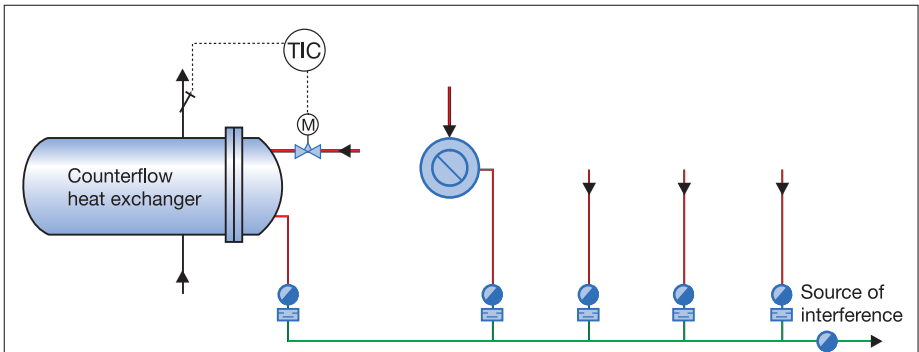 TIC
M
Counterflow
heat exchanger
Source of
interference